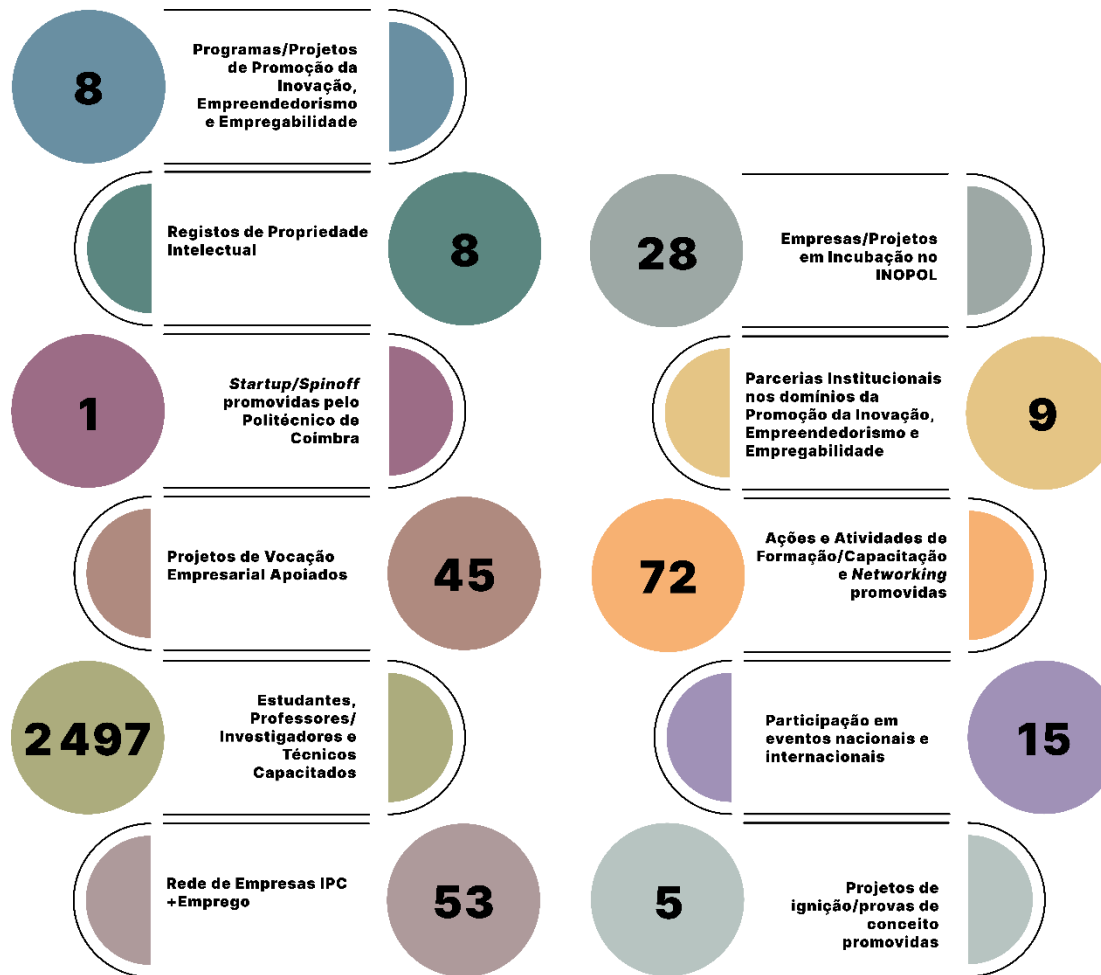 8
Programas/Projetos
de Promoção da
Inovação,
Empreendedorismo
e Empregabilidade
Registos de Propriedade
Intelectual
8
1
Startup/Spinoff
promovidas pelo
Politécnico de
Coimbra
Projetos de Vocação
Empresarial Apoiados
45
2 497
Estudantes,
Professores/
Investigadores e
Técnicos
Capacitados
Rede de Empresas IPC
+Emprego
53
28
Empresas/Projetos
em Incubação no
INOPOL
Parcerias Institucionais
nos domínios da
Promoção da Inovação,
Empreendedorismo e
Empregabilidade
9
72
Ações e Atividades de
Formação/Capacitação
e Networking
promovidas
Participação em
eventos nacionais e
internacionais
15
5
Projetos de
ignição/provas de
conceito
promovidas